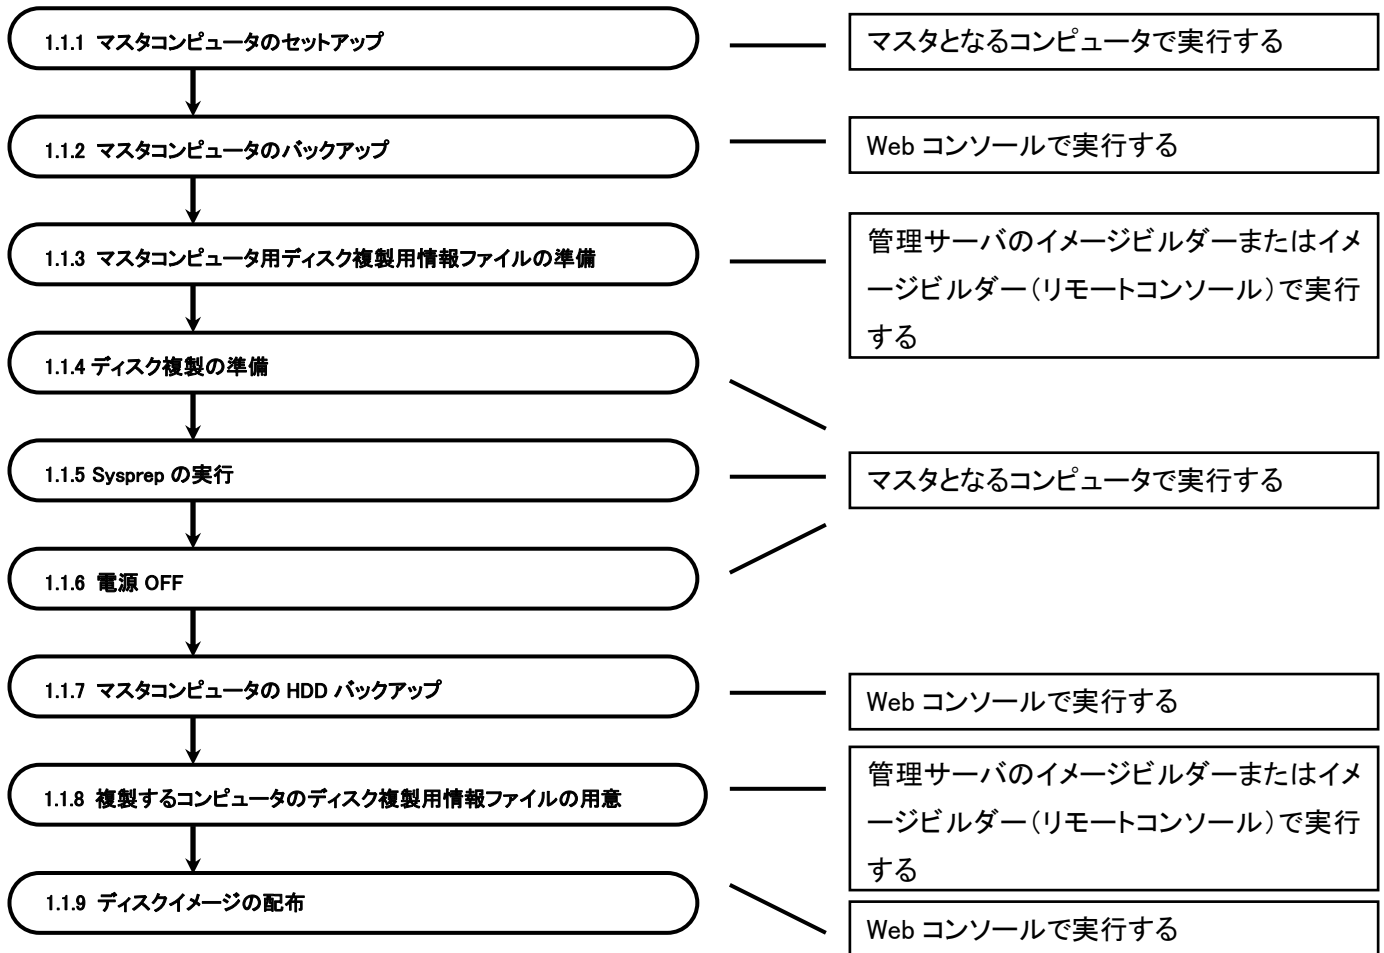 1.1.1 マスタコンピュータのセットアップ
マスタとなるコンピュータで実行する
1.1.2 マスタコンピュータのバックアップ
Web コンソールで実行する
1.1.3 マスタコンピュータ用ディスク複製用情報ファイルの準備
管理サーバのイメージビルダーまたはイメ
ージビルダー(リモートコンソール)で実行
する
1.1.4 ディスク複製の準備
1.1.5 Sysprep の実行
マスタとなるコンピュータで実行する
1.1.6 電源 OFF
1.1.7 マスタコンピュータの HDD バックアップ
Web コンソールで実行する
1.1.8 複製するコンピュータのディスク複製用情報ファイルの用意
管理サーバのイメージビルダーまたはイメ
ージビルダー(リモートコンソール)で実行
する
1.1.9 ディスクイメージの配布
Web コンソールで実行する